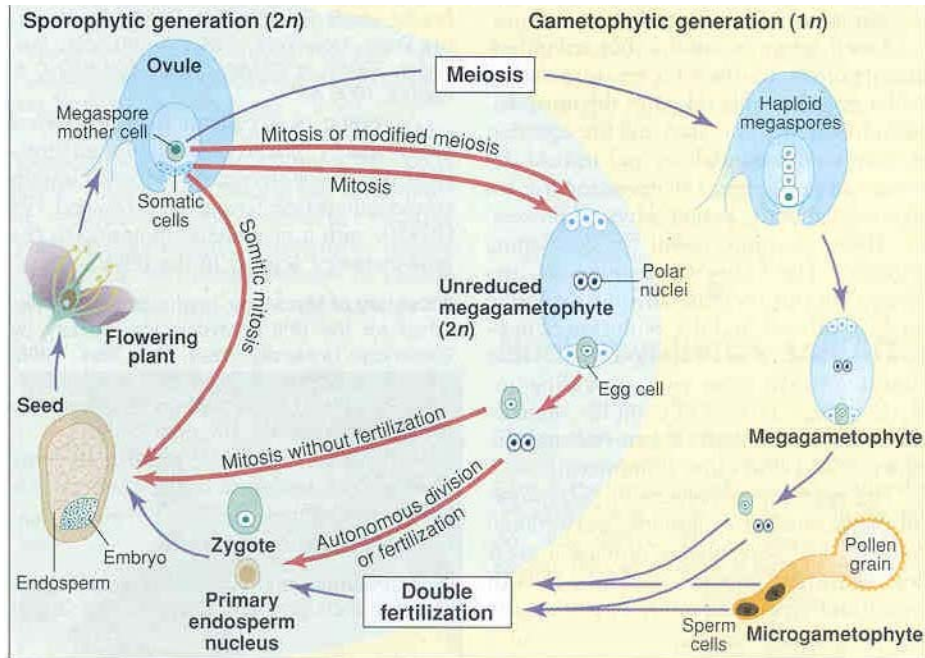 Sporophytic generation (2n)
Gametophytic generation (1n)
Ovule
Meiosis
Megaspore
mother cell
Haploid
megaspores
Mitosis or modified meiosis
Mitosis
Somatic
cells
Somitic mitosis
Polar
nuclei
Unreduced
megagametophyte
(2n)
Flowering
plant
Egg cell
Seed
Mitosis without fertilization
Megagametophyte
Autonomous division
or fertilization
Zygote
Embryo
Endosperm
Pollen
grain
Primary
endosperm
nucleus
Double
fertilization
Sperm
cells
Microgametophyte